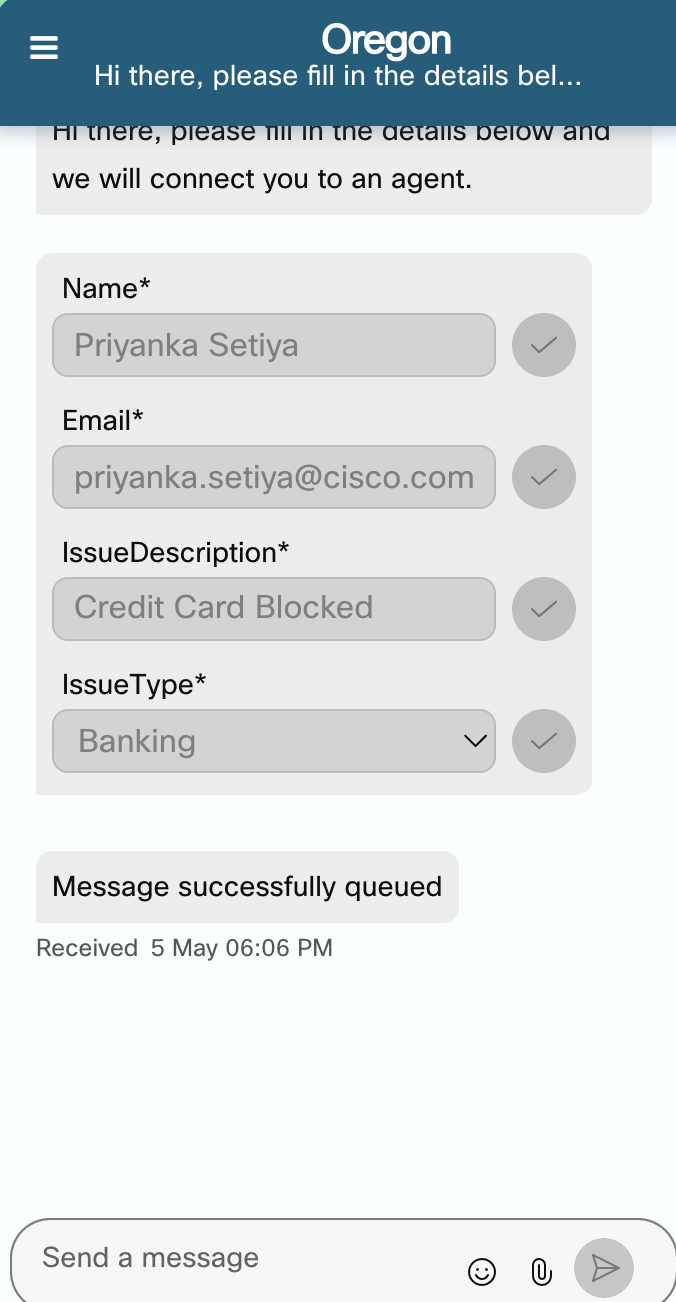 Oregon
Hi there, please fill in the details bel...
Hi there, please fill in the details below and
we will connect you to an agent.
Name*
Priyanka Setiya
Email*
priyanka.setiya@cisco.com
IssueDescription*
Credit Card Blocked
IssueType*
Banking
Message successfully queued
Received 5 May 06:06 PM
Send a message